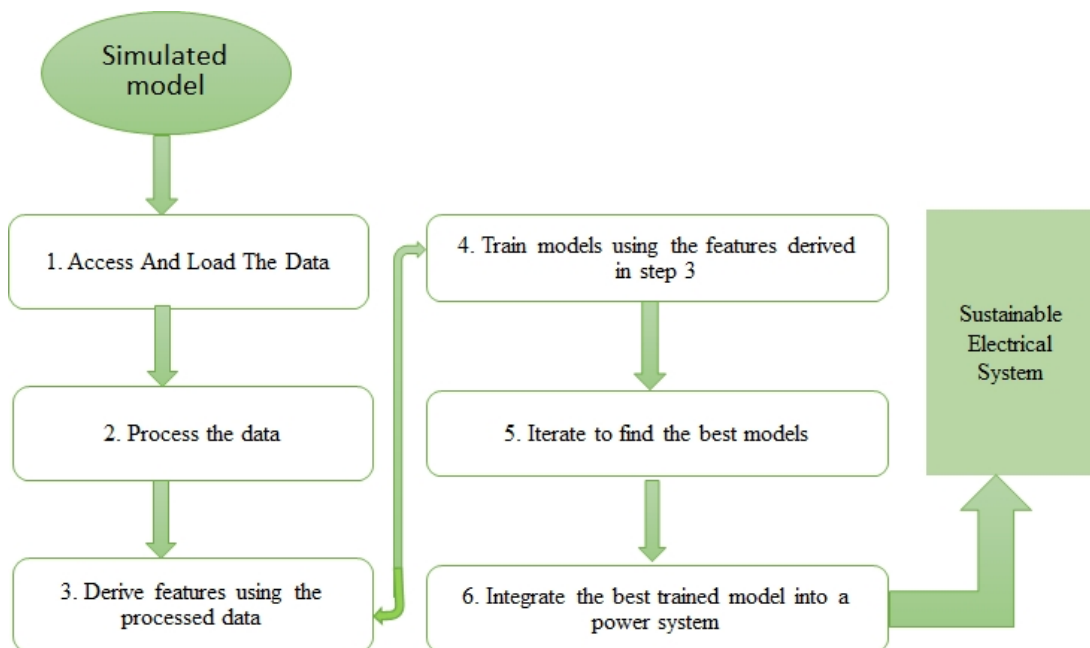 Simulated
model
1. Access And Load The Data
2. Process the data
3. Derive features using the
processed data
4. Train models using the features derived
in step 3
5. Iterate to find the best models
6. Integrate the best trained model into a
power system
Sustainable
Electrical
System